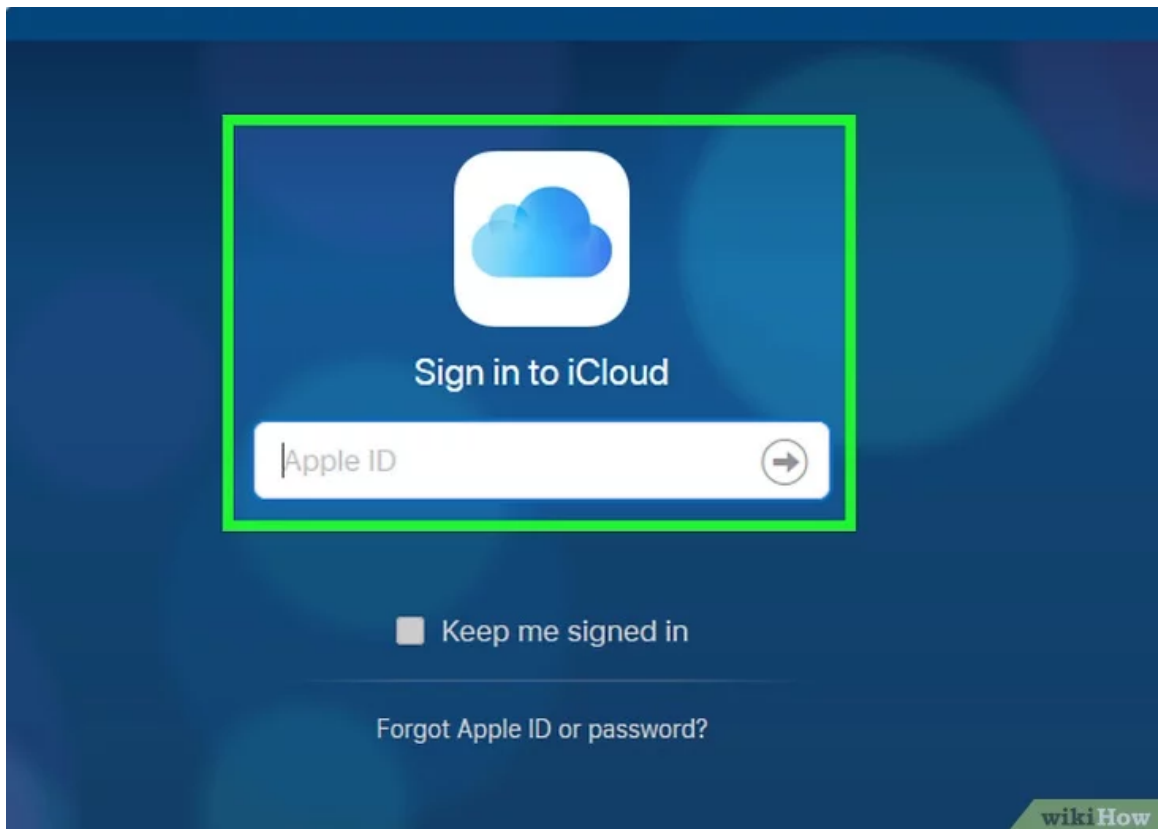 Sign in to iCloud
Apple ID
Keep me signed in
Forgot Apple ID or password?
wikiHow